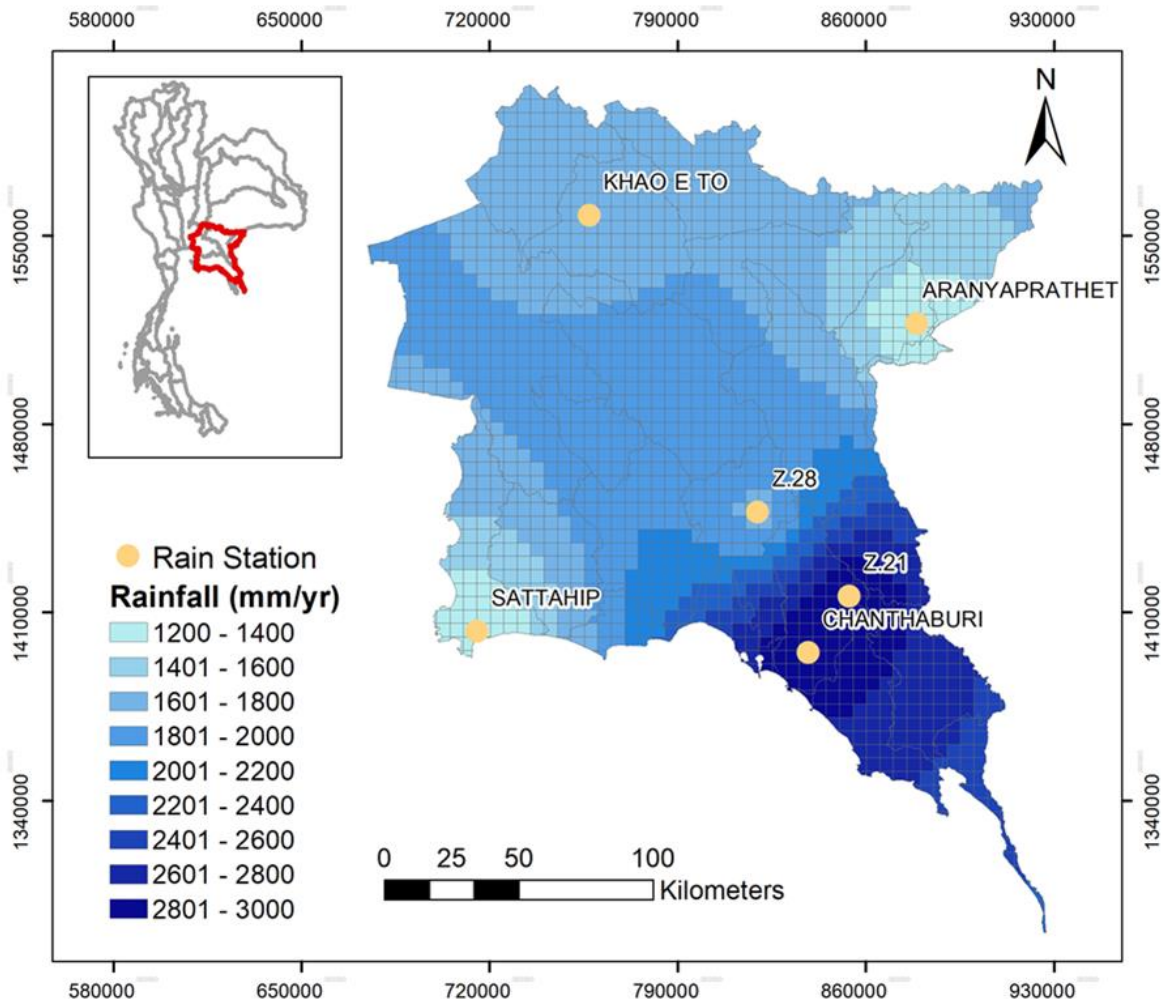 580000 650000 720000 790000 860000 930000
N
KHAO E TO
1550000 1550000
ARANYAPRATHET
1480000 1480000
Z.28
Z.21
Rain Station
Rainfall (mm/yr)
SATTAHIP
CHANTHABURI
1410000 1410000
1200 - 1400
1401 - 1600
1601 - 1800
1801 - 2000
2001 - 2200
2201 - 2400
2401 - 2600
2601 - 2800
2801 - 3000
1340000 1340000
0 25 50 100
Kilometers
580000 650000 720000 790000 860000 930000